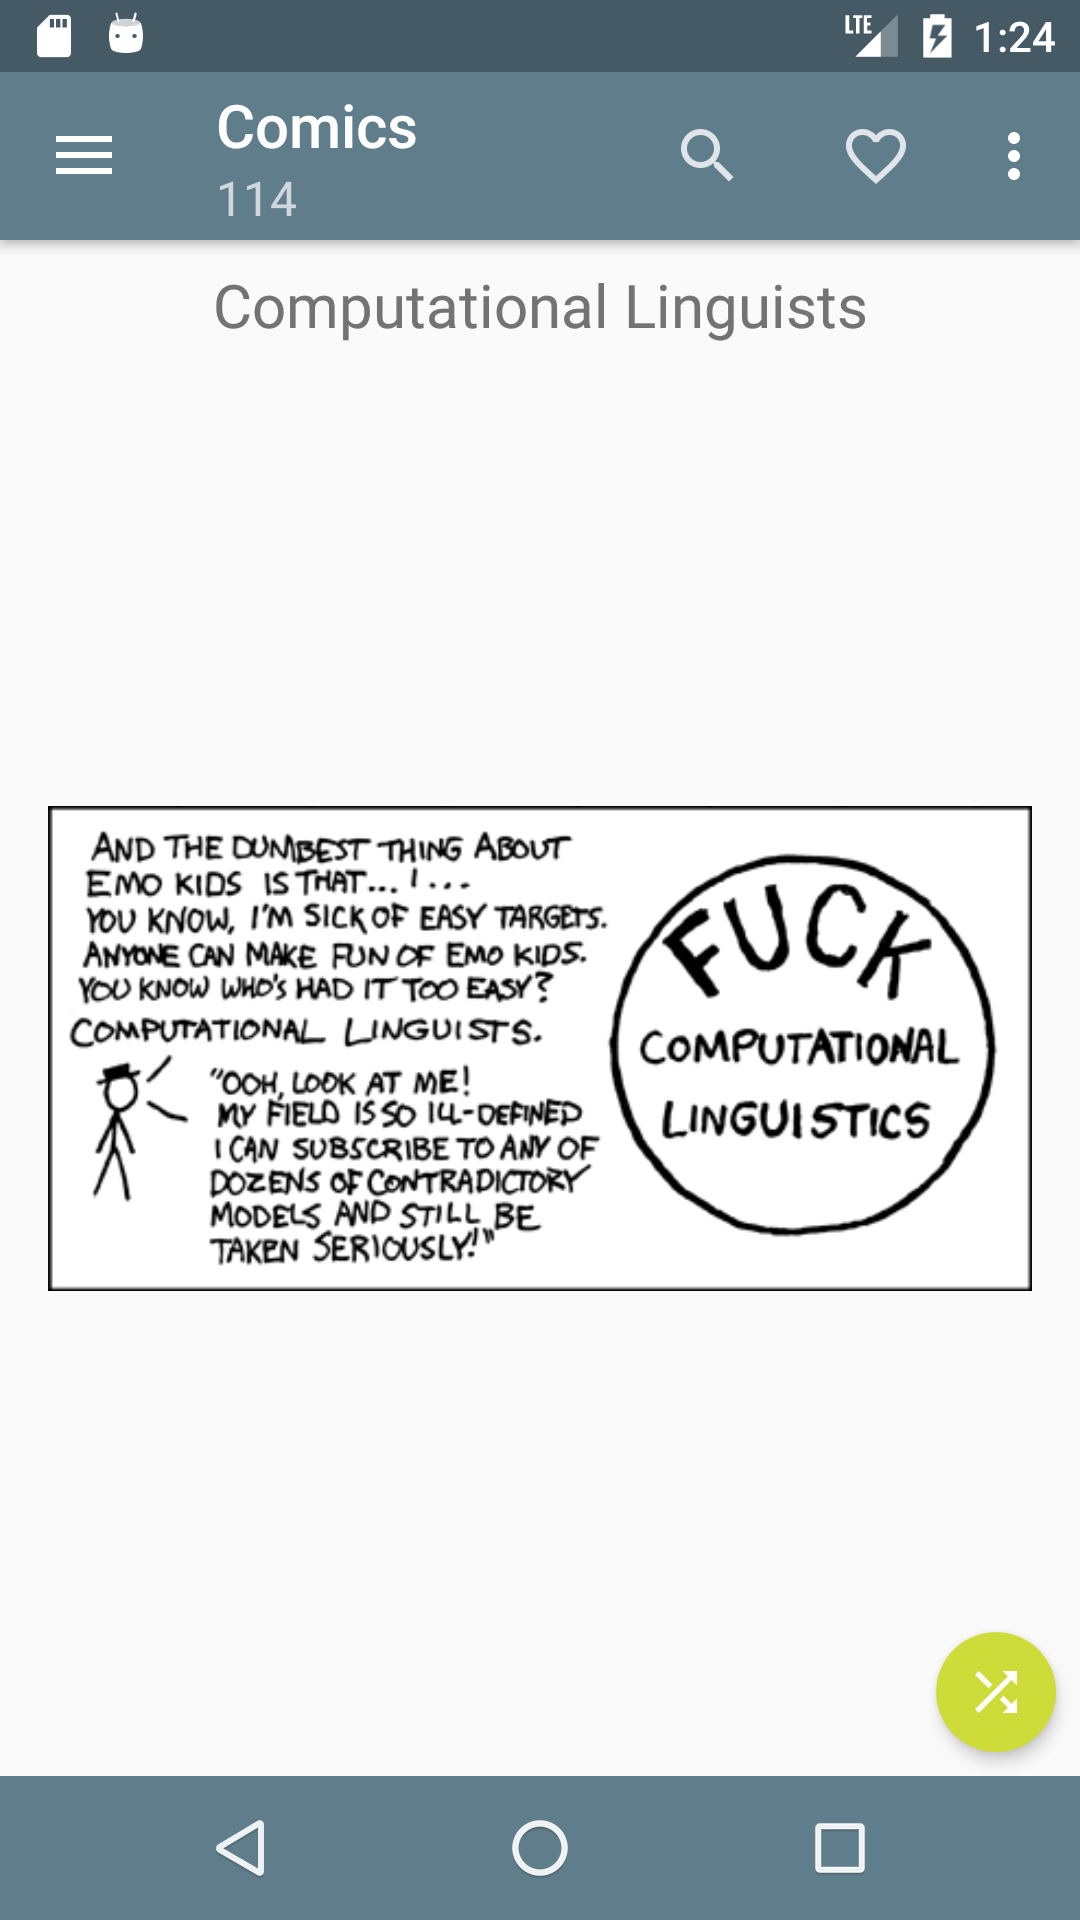 LTE 1:24
Comics
114
Computational Linguists
AND THE DUMBEST THING ABOUT
EMO KIDS IS THAT... I...
YOU KNOW, I'M SICK OF EASY TARGETS.
ANYONE CAN MAKE FUN OF EMO KIDS.
YOU KNOW WHO'S HAD IT TOO EASY?
COMPUTATIONAL LINGUISTS.
"OOH, LOOK AT ME!
MY FIELD IS SO ILL-DEFINED
I CAN SUBSCRIBE TO ANY OF
DOZENS OF CONTRADICTORY
MODELS AND STILL BE
TAKEN SERIOUSLY!"
FUCK
COMPUTATIONAL
LINGUISTICS